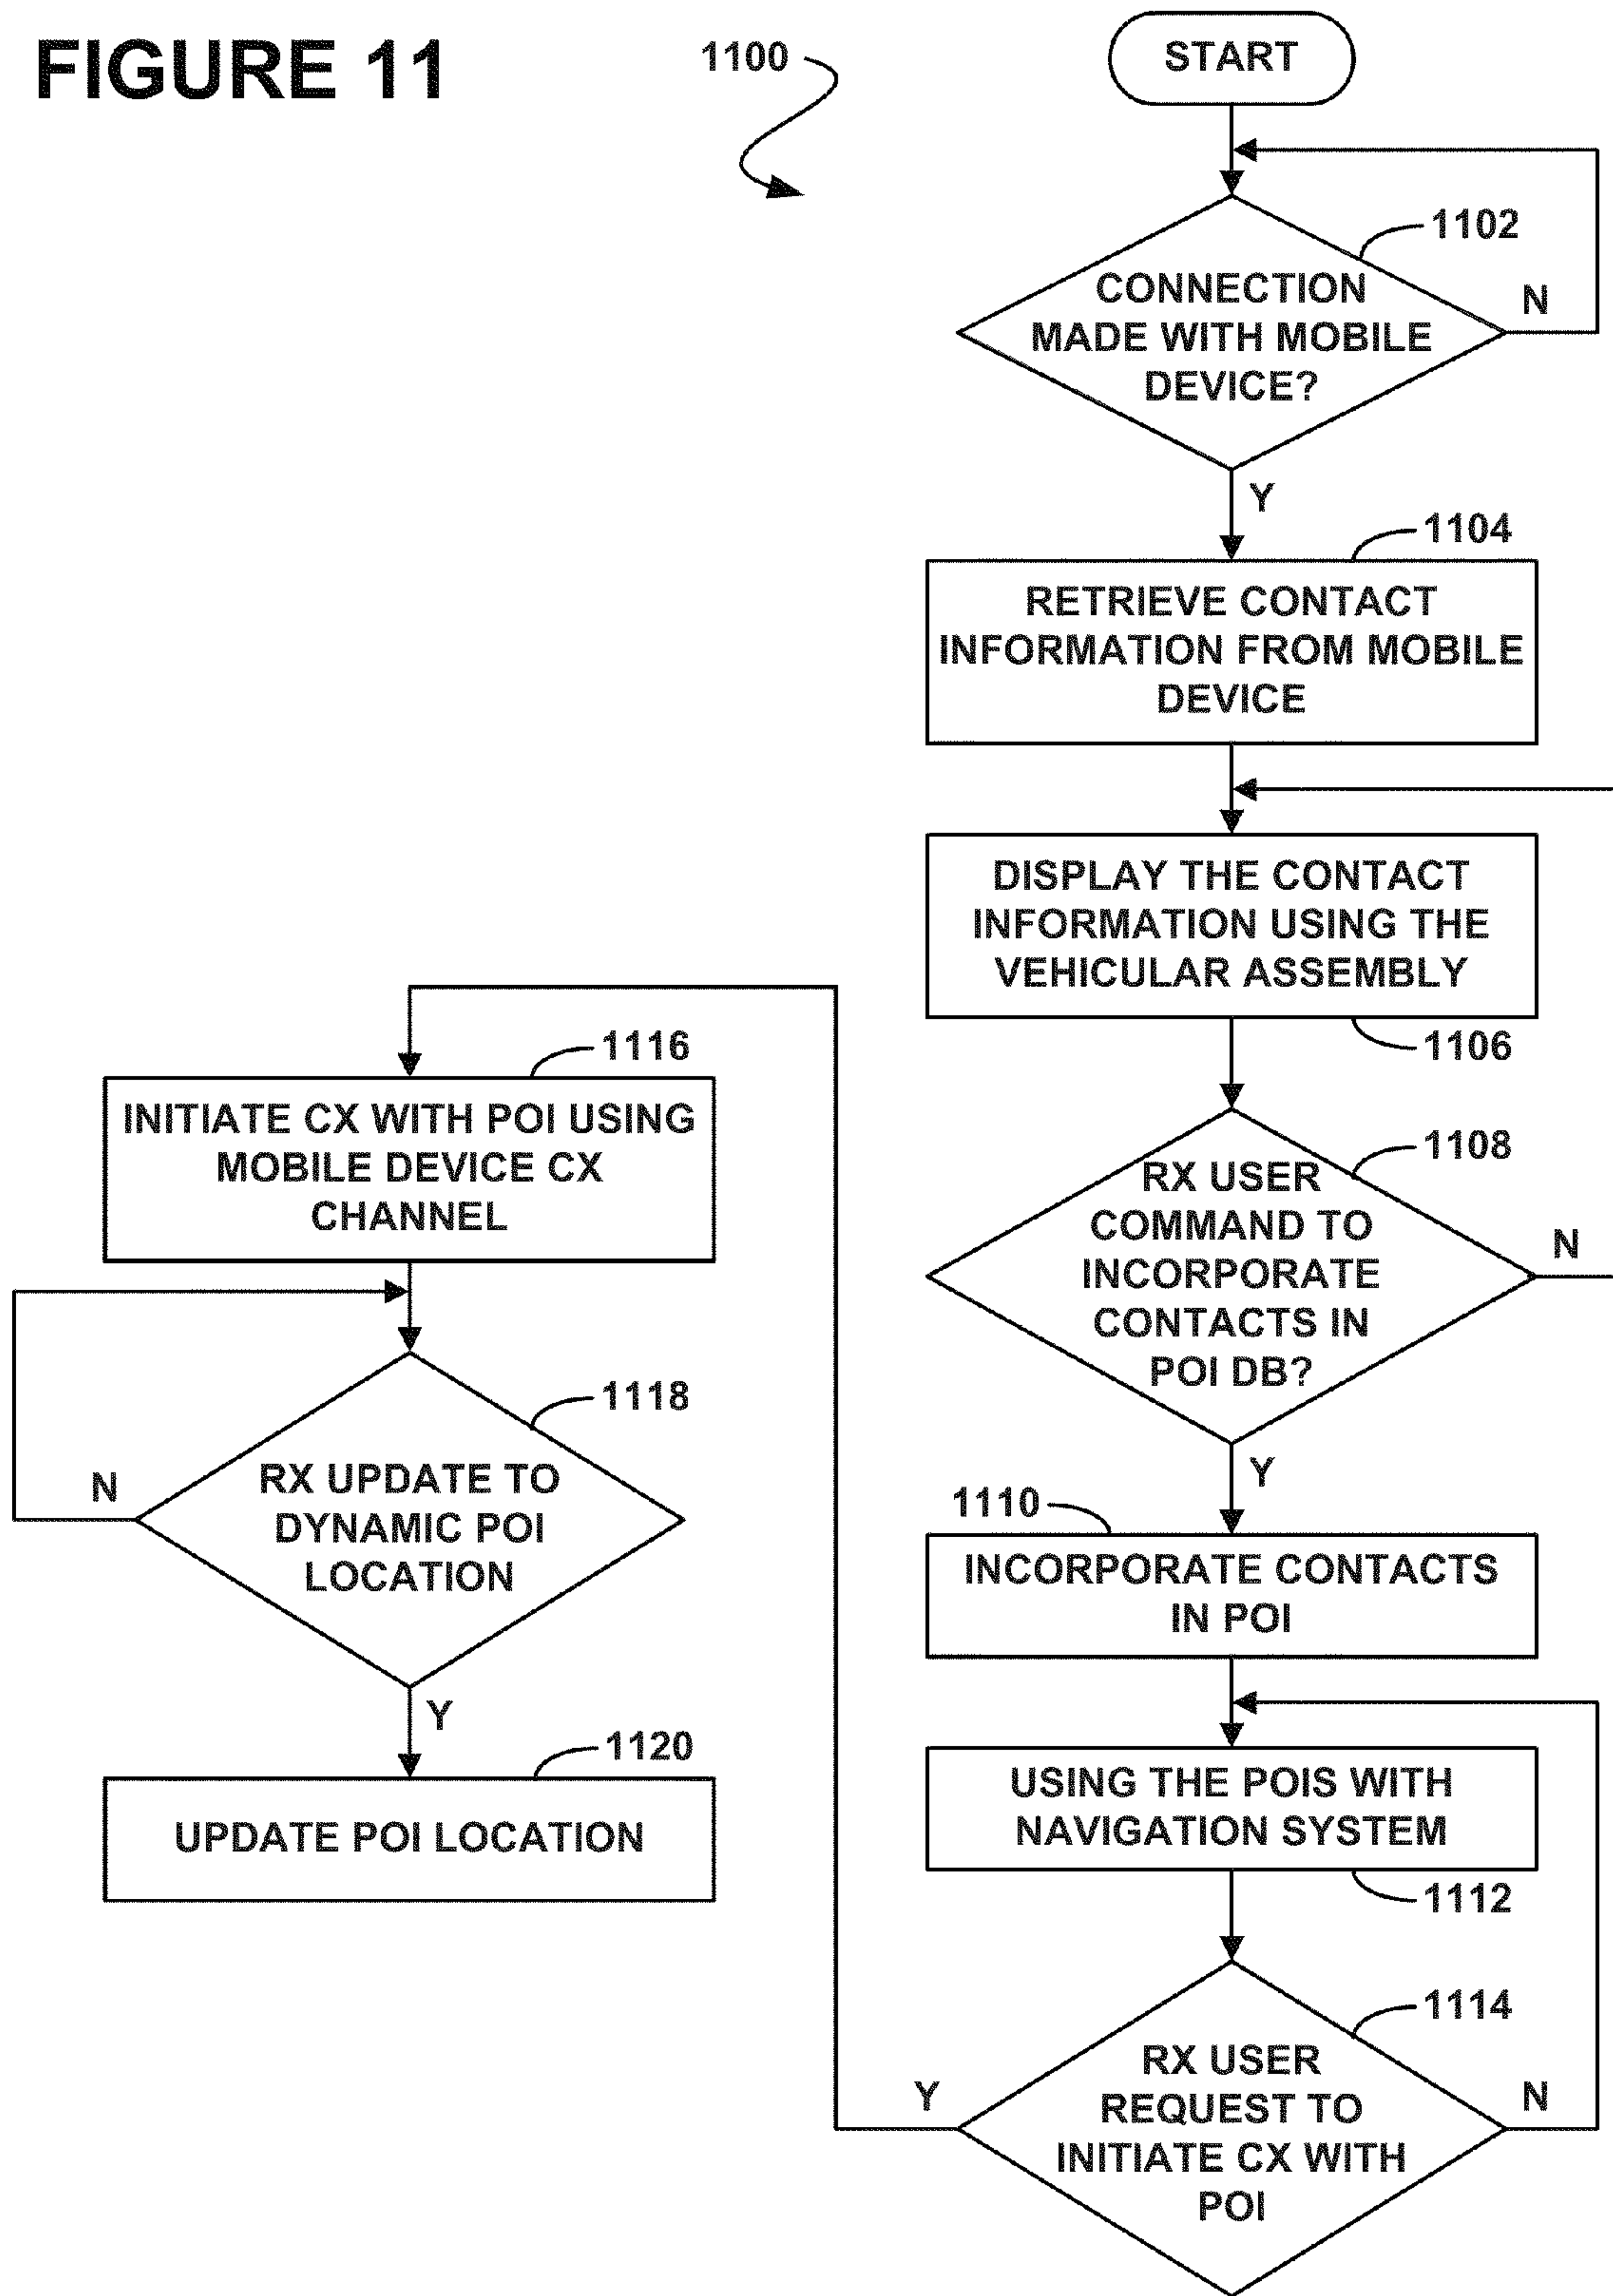 FIGURE 11
1100
START
1102
CONNECTION
MADE WITH MOBILE
DEVICE?
N
Y
1104
RETRIEVE CONTACT
INFORMATION FROM MOBILE
DEVICE
DISPLAY THE CONTACT
INFORMATION USING THE
VEHICULAR ASSEMBLY
1106
1108
RX USER
COMMAND TO
INCORPORATE
CONTACTS IN
POI DB?
N
Y
1110
INCORPORATE CONTACTS
IN POI
USING THE POIS WITH
NAVIGATION SYSTEM
1112
1114
RX USER
REQUEST TO
INITIATE CX WITH
POI
N
Y
1116
INITIATE CX WITH POI USING
MOBILE DEVICE CX
CHANNEL
1118
RX UPDATE TO
DYNAMIC POI
LOCATION
N
Y
1120
UPDATE POI LOCATION